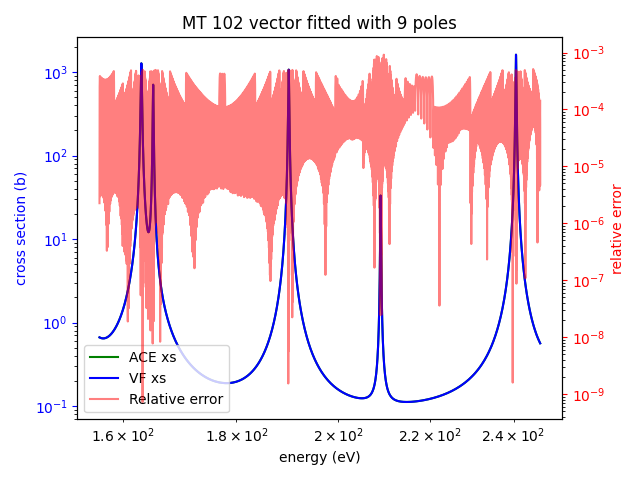 MT 102 vector fitted with 9 poles
cross section (b)
10³
10²
10¹
10⁰
10⁻¹
10⁻³
10⁻⁴
10⁻⁵
10⁻⁶
10⁻⁷
10⁻⁸
10⁻⁹
relative error
ACE xs
VF xs
Relative error
1.6 × 10² 1.8 × 10² 2 × 10² 2.2 × 10² 2.4 × 10²
energy (eV)